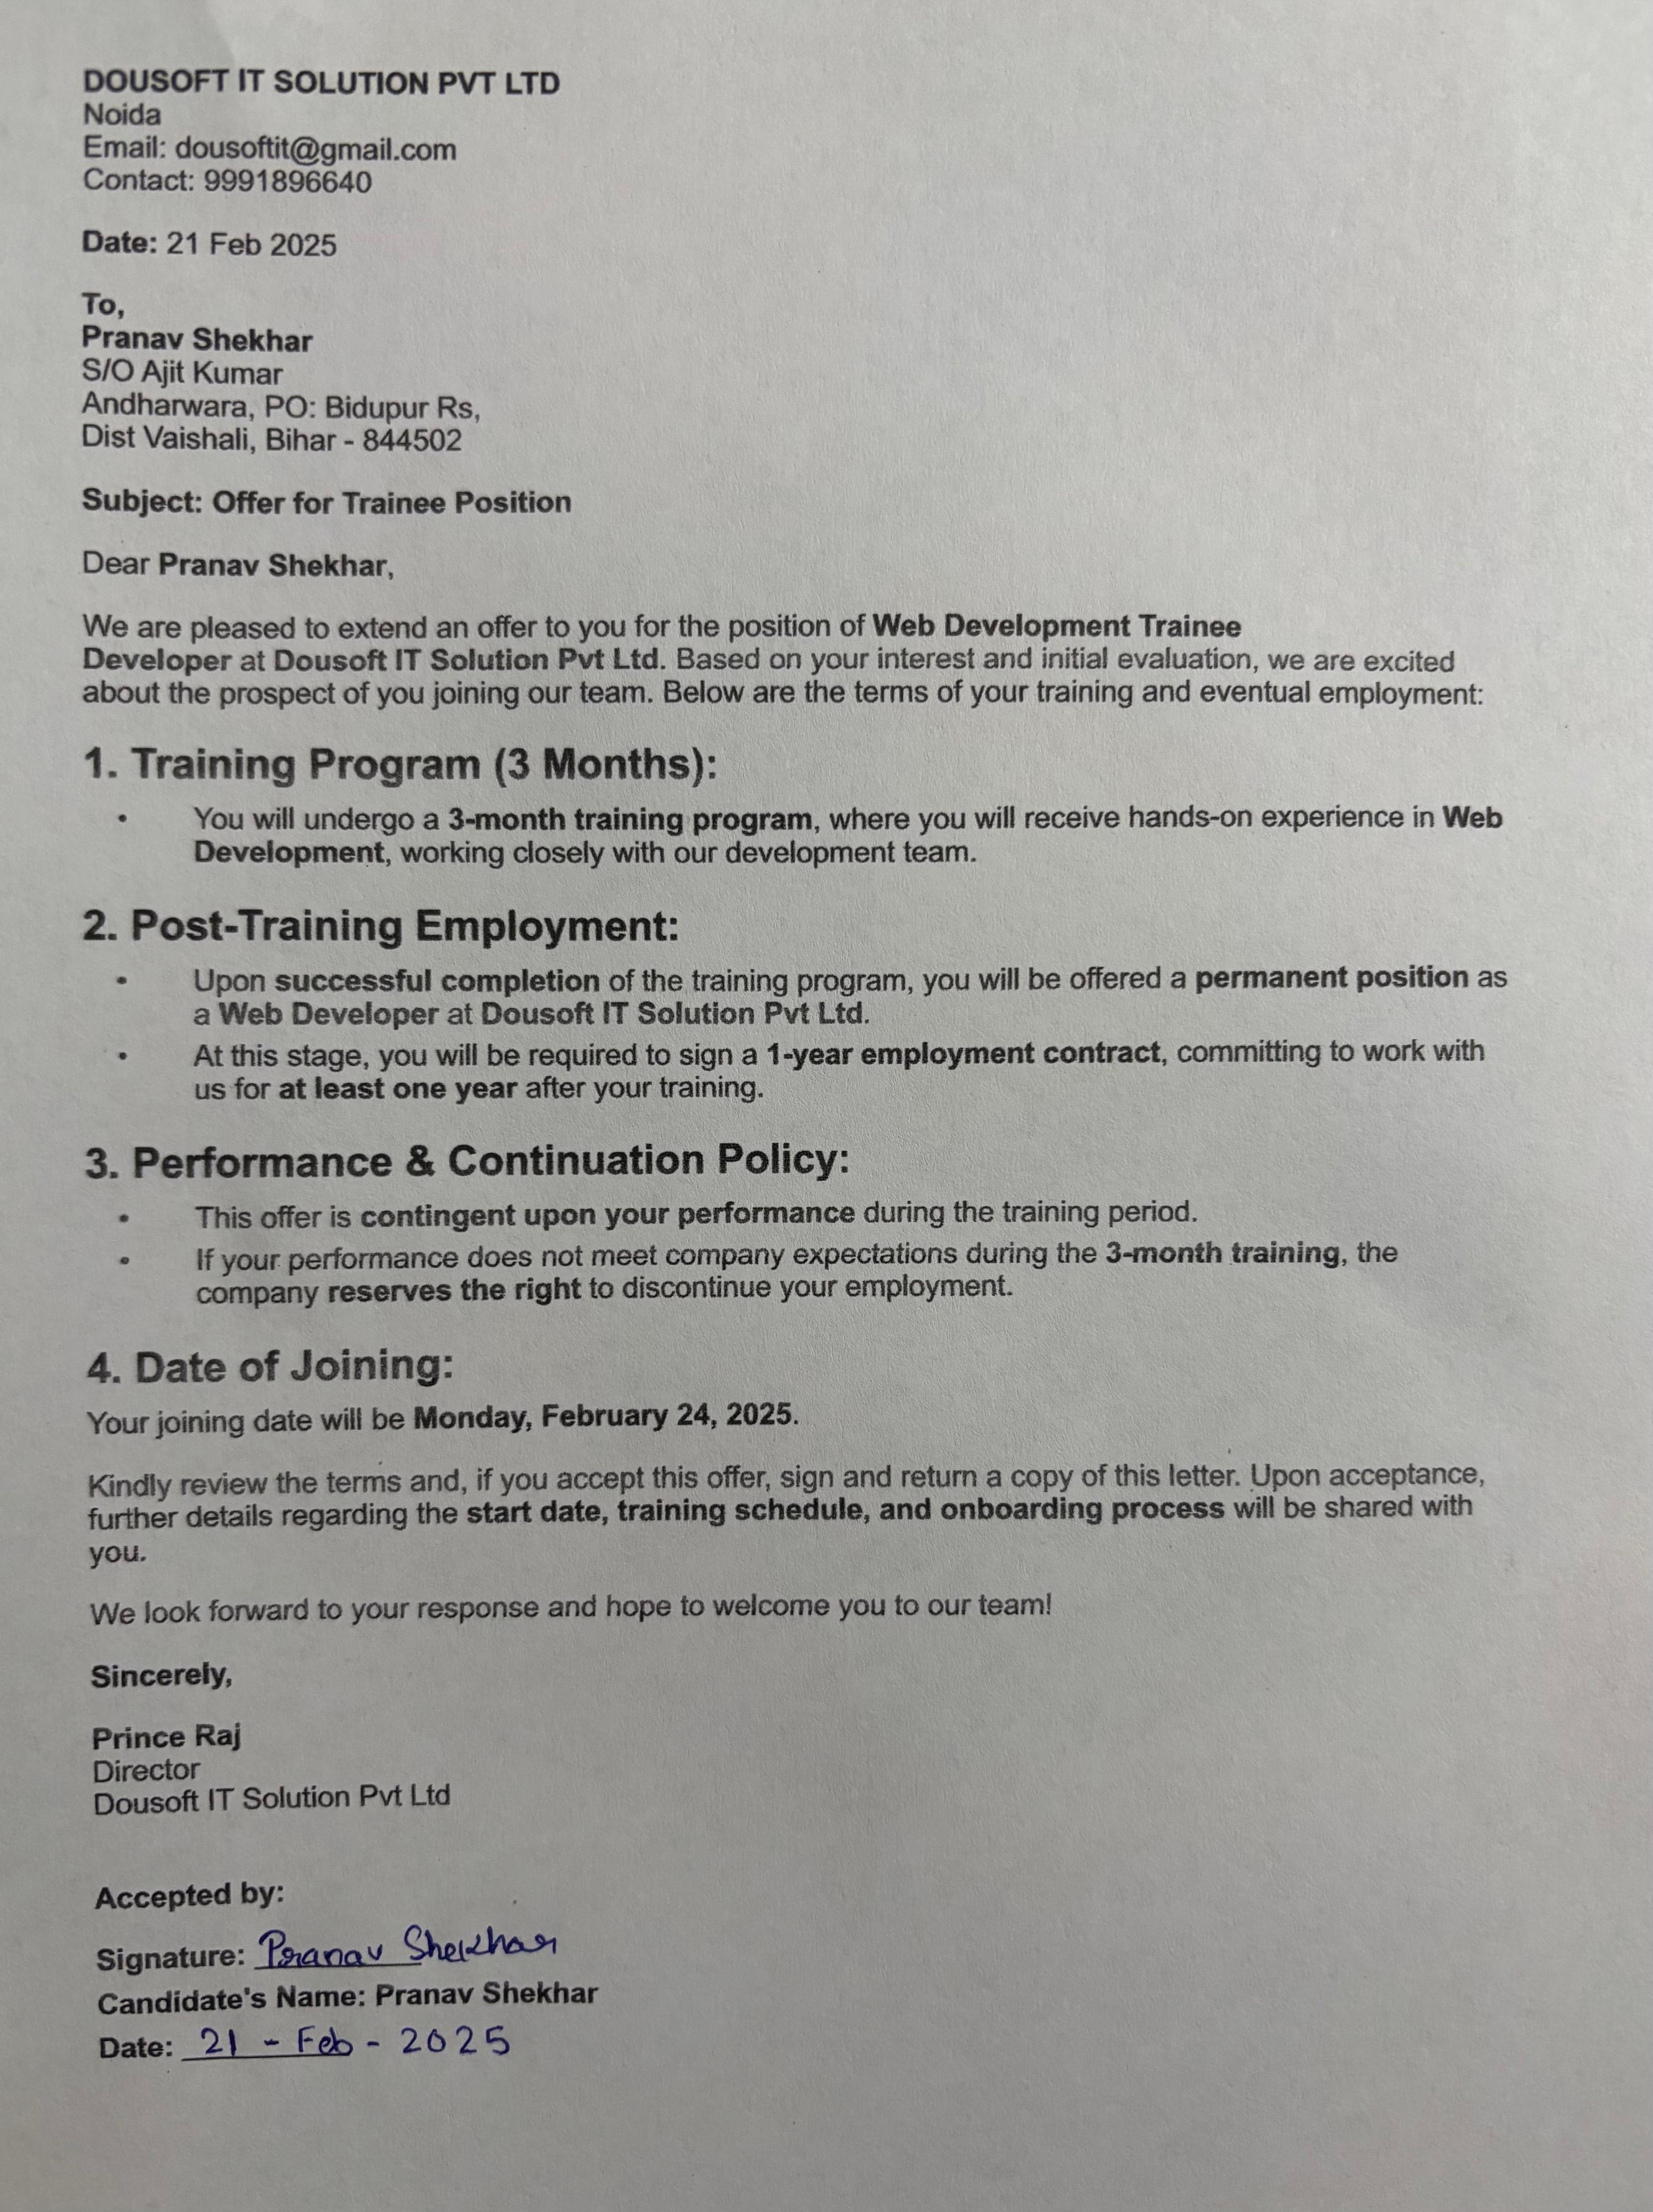 DOUSOFT IT SOLUTION PVT LTD
Noida
Email: dousoftit@gmail.com
Contact: 9991896640
Date: 21 Feb 2025
To,
Pranav Shekhar
S/O Ajit Kumar
Andharwara, PO: Bidupur Rs,
Dist Vaishali, Bihar - 844502
Subject: Offer for Trainee Position
Dear Pranav Shekhar,
We are pleased to extend an offer to you for the position of Web Development Trainee
Developer at Dousoft IT Solution Pvt Ltd. Based on your interest and initial evaluation, we are excited
about the prospect of you joining our team. Below are the terms of your training and eventual employment:
1. Training Program (3 Months):
• You will undergo a 3-month training program, where you will receive hands-on experience in Web
Development, working closely with our development team.
2. Post-Training Employment:
• Upon successful completion of the training program, you will be offered a permanent position as
a Web Developer at Dousoft IT Solution Pvt Ltd.
• At this stage, you will be required to sign a 1-year employment contract, committing to work with
us for at least one year after your training.
3. Performance & Continuation Policy:
• This offer is contingent upon your performance during the training period.
• If your performance does not meet company expectations during the 3-month training, the
company reserves the right to discontinue your employment.
4. Date of Joining:
Your joining date will be Monday, February 24, 2025.
Kindly review the terms and, if you accept this offer, sign and return a copy of this letter. Upon acceptance,
further details regarding the start date, training schedule, and onboarding process will be shared with
you.
We look forward to your response and hope to welcome you to our team!
Sincerely,
Prince Raj
Director
Dousoft IT Solution Pvt Ltd
Accepted by:
Signature: Pranav Shekhar
Candidate's Name: Pranav Shekhar
Date: 21 - Feb - 2025